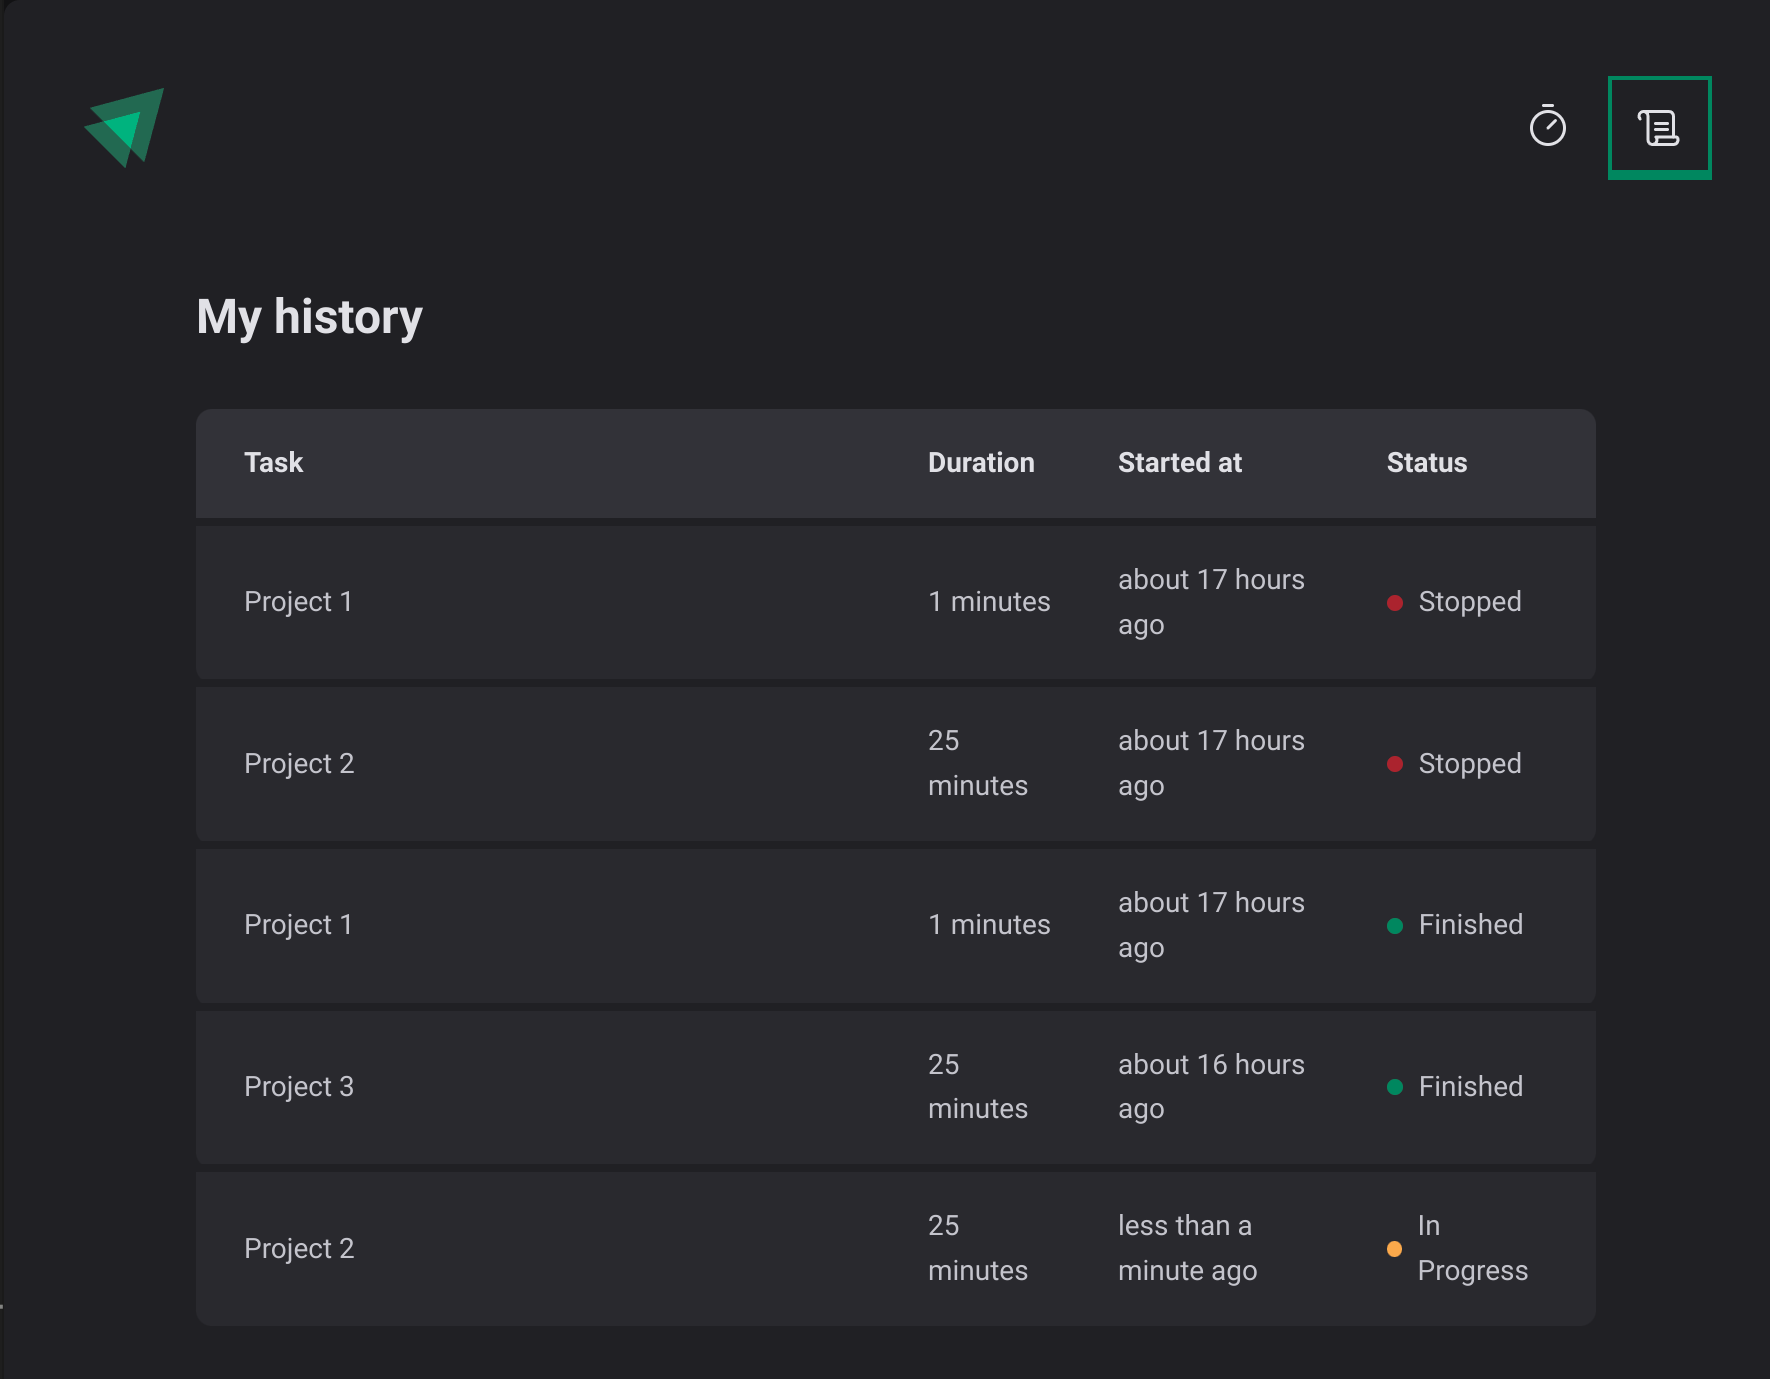 My history
Task Duration Started at Status
Project 1 1 minutes about 17 hours ago Stopped
Project 2 25 minutes about 17 hours ago Stopped
Project 1 1 minutes about 17 hours ago Finished
Project 3 25 minutes about 16 hours ago Finished
Project 2 25 minutes less than a minute ago In Progress